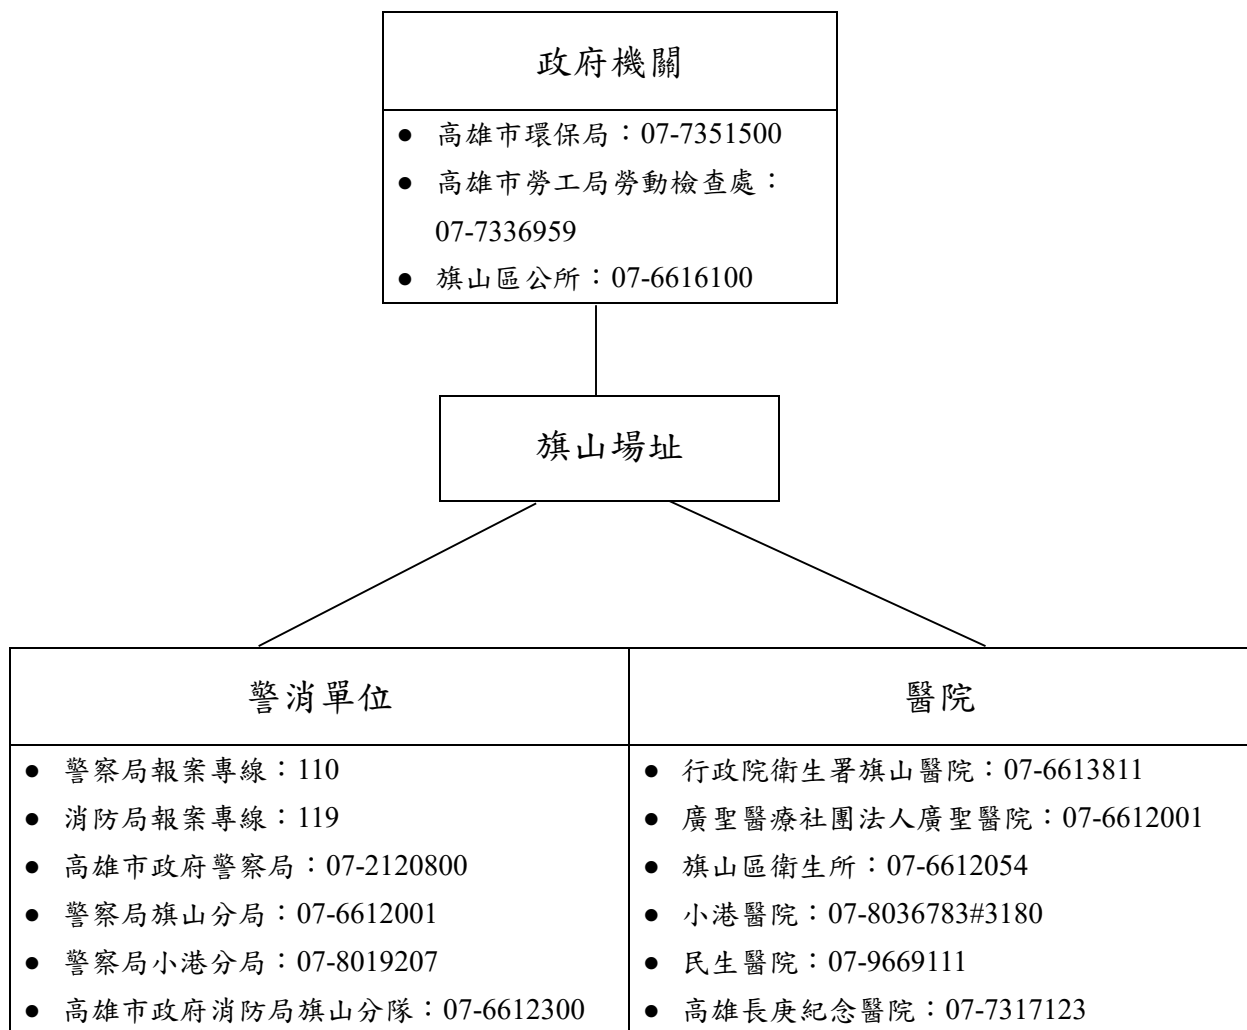 政府機關
● 高雄市環保局：07-7351500
● 高雄市勞工局勞動檢查處：
07-7336959
● 旗山區公所：07-6616100
旗山場址
警消單位
● 警察局報案專線：110
● 消防局報案專線：119
● 高雄市政府警察局：07-2120800
● 警察局旗山分局：07-6612001
● 警察局小港分局：07-8019207
● 高雄市政府消防局旗山分隊：07-6612300
醫院
● 行政院衛生署旗山醫院：07-6613811
● 廣聖醫療社團法人廣聖醫院：07-6612001
● 旗山區衛生所：07-6612054
● 小港醫院：07-8036783#3180
● 民生醫院：07-9669111
● 高雄長庚紀念醫院：07-7317123